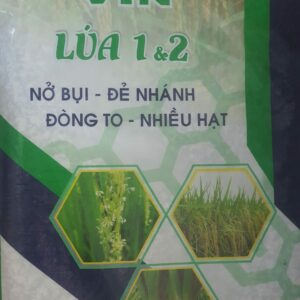 LÚA 1&2
NỞ BỤI - ĐẺ NHÁNH
ĐÒNG TO - NHIỀU HẠT